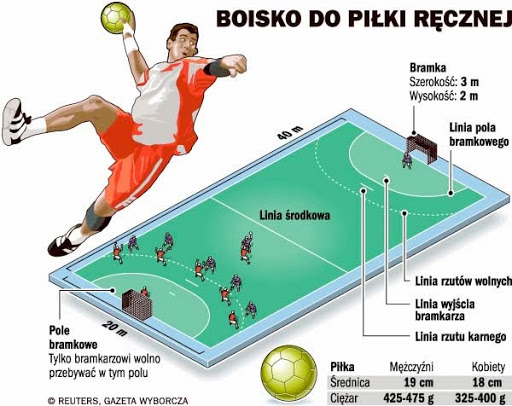 BOISKO DO PIŁKI RĘCZNEJ
Bramka
Szerokość: 3 m
Wysokość: 2 m
40 m
Linia pola
bramkowego
Linia środkowa
Linia rzutów wolnych
Linia wyjścia
bramkarza
Linia rzutu karnego
20 m
Pole
bramkowe
Tylko bramkarzowi wolno
przebywać w tym polu
Piłka Mężczyźni Kobiety
Średnica 19 cm 18 cm
Ciężar 425-475 g 325-400 g
© REUTERS, GAZETA WYBORCZA